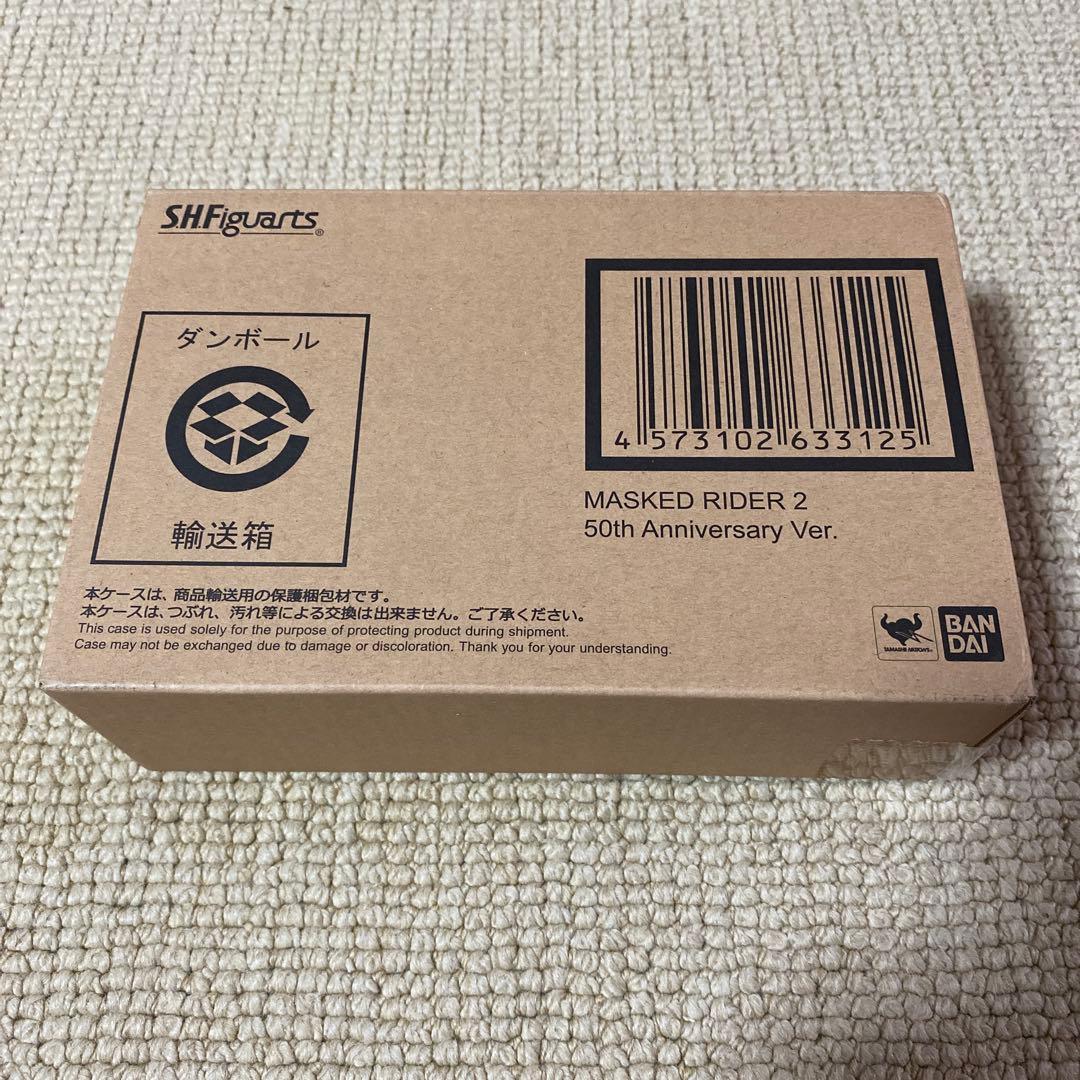 S.H.Figuarts®
ダンボール
輸送箱
4 573102 633125
MASKED RIDER 2
50th Anniversary Ver.
本ケースは、商品輸送用の保護梱包材です。
本ケースは、つぶれ、汚れ等による交換は出来ません。ご了承ください。
This case is used solely for the purpose of protecting product during shipment.
Case may not be exchanged due to damage or discoloration. Thank you for your understanding.
TAMASHII NATIONS
BAN
DAI